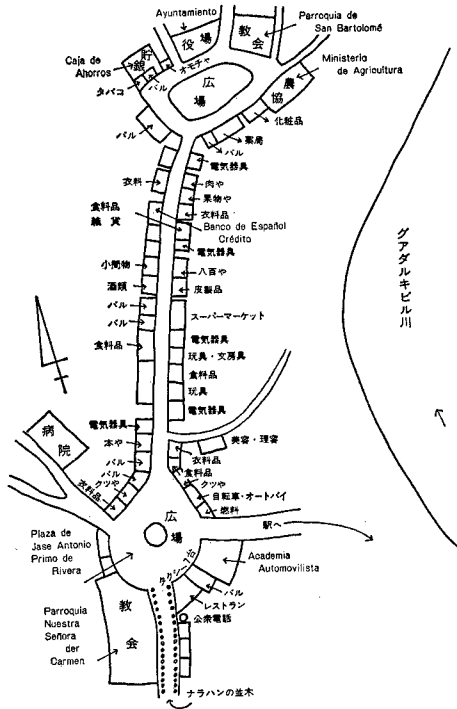 Ayuntamiento
Parroquia de
San Bartolomé
役場
教会
Caja de
Ahorros
貯銀
オモチャ
バル
タバコ
広場
Ministerio
de Agricultura
農協
化粧品
薬局
バル
バル
電気器具
衣料
肉や
果物や
食料品
雑貨
衣料品
Banco de Español
Crédito
電気器具
小間物
八百や
酒類
皮製品
バル
バル
スーパーマーケット
食料品
電気器具
玩具・文房具
食料品
玩具
電気器具
グアダルキビル川
病院
電気器具
本や
バル
クツや
衣料品
美容・理容
衣料品
食料品
クツや
自転車・オートバイ
燃料
広場
駅へ
Plaza de
Jase Antonio
Primo de
Rivera
タクシー
Academia
Automovilista
バル
レストラン
公衆電話
教会
Parroquia
Nuestra
Señora
der
Carmen
ナラハンの並木